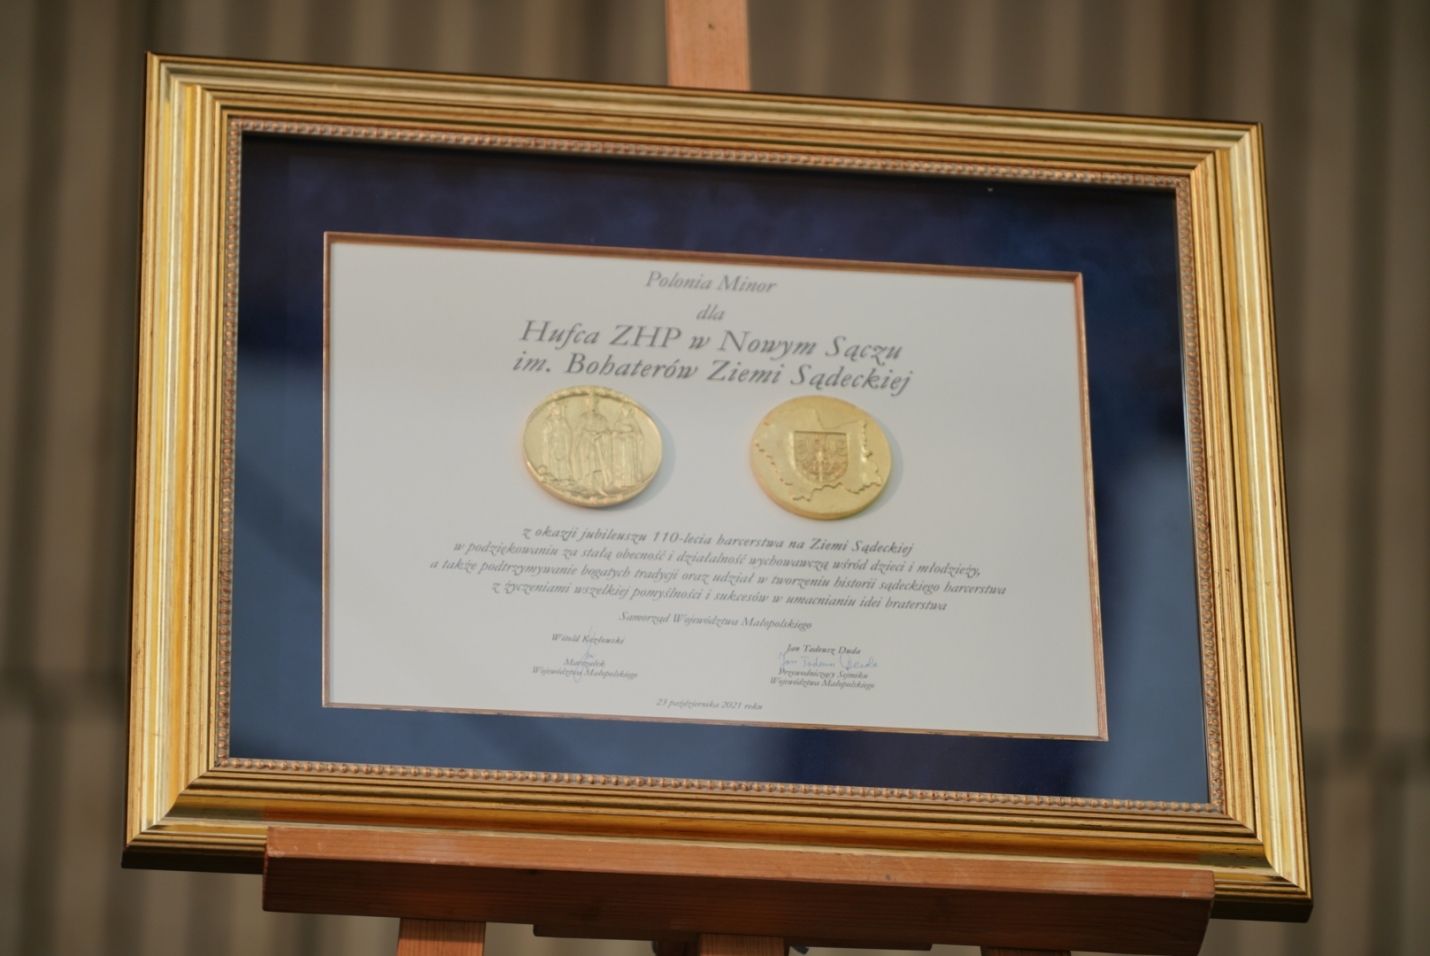 Polonia Minor
dla
Hufca ZHP w Nowym Sączu
im. Bohaterów Ziemi Sądeckiej
z okazji jubileuszu 110-lecia harcerstwa na Ziemi Sądeckiej
w podziękowaniu za stałą obecność i działalność wychowawczą wśród dzieci i młodzieży,
a także podtrzymywanie bogatych tradycji oraz udział w tworzeniu historii sądeckiego harcerstwa
z życzeniami wszelkiej pomyślności i sukcesów w umacnianiu idei braterstwa
Samorząd Województwa Małopolskiego
Witold Kozłowski
Marszałek
Województwa Małopolskiego
Jan Tadeusz Duda
Jan Tadeusz Duda
Przewodniczący Sejmiku
Województwa Małopolskiego
23 października 2021 roku